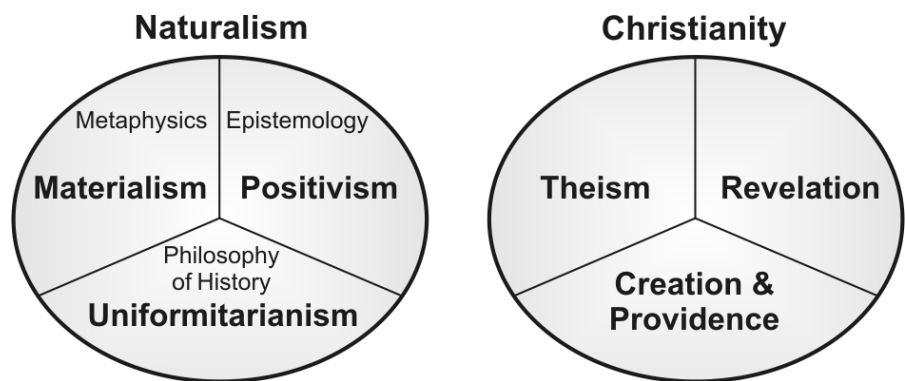 Naturalism
Metaphysics
Epistemology
Materialism
Positivism
Philosophy
of History
Uniformitarianism
Christianity
Theism
Revelation
Creation &
Providence